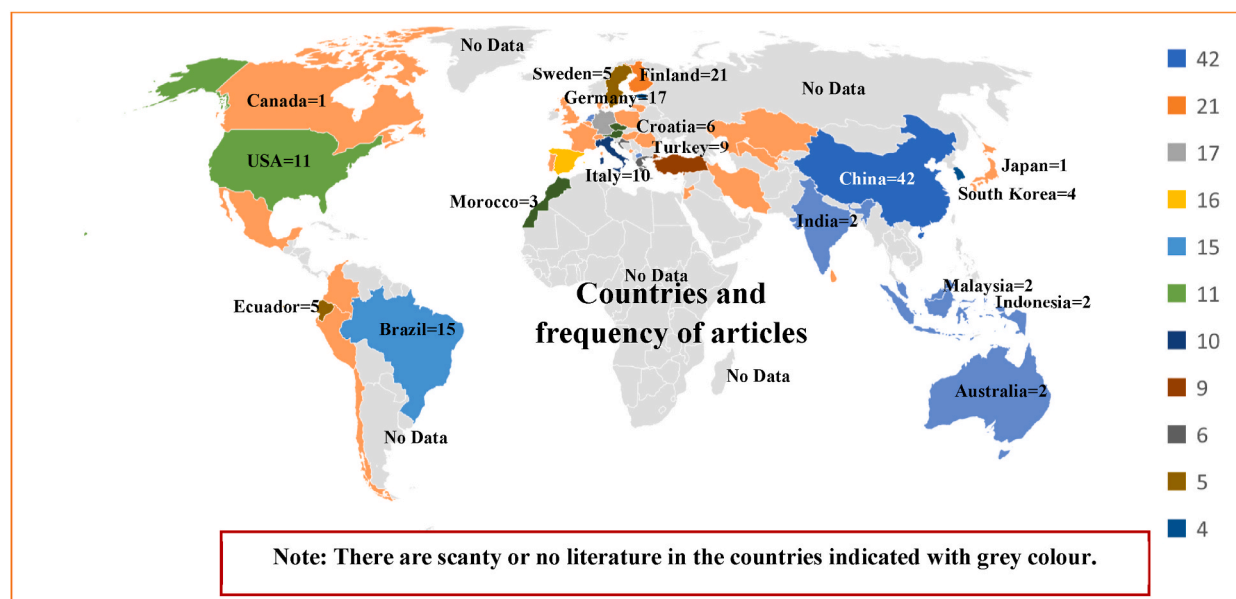 No Data
Sweden=5
Finland=21
Germany=17
No Data
Canada=1
Croatia=6
USA=11
Turkey=9
Italy=10
China=42
Japan=1
South Korea=4
Morocco=3
India=2
No Data
Malaysia=2
Indonesia=2
Countries and
frequency of articles
Ecuador=5
Brazil=15
No Data
Australia=2
No Data
42
21
17
16
15
11
10
9
6
5
4
Note: There are scanty or no literature in the countries indicated with grey colour.